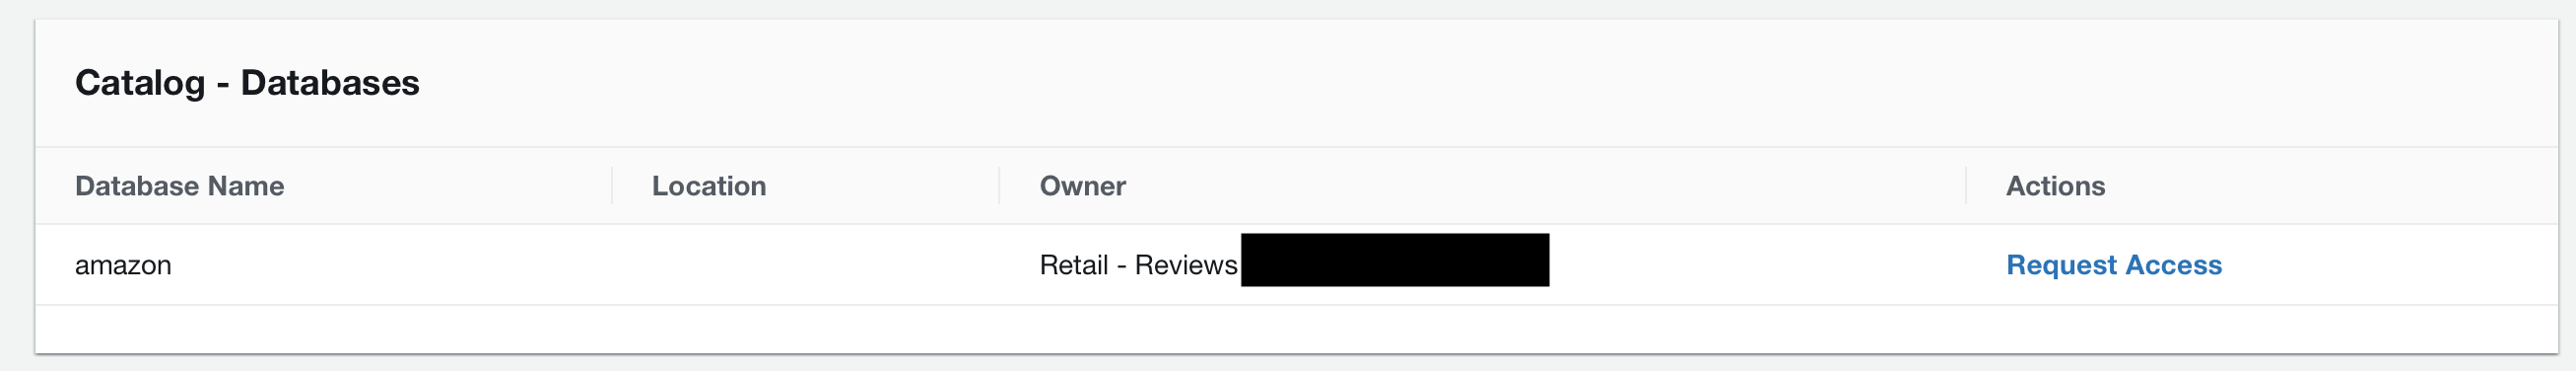 Catalog - Databases
Database Name Location Owner Actions
amazon Retail - Reviews Request Access